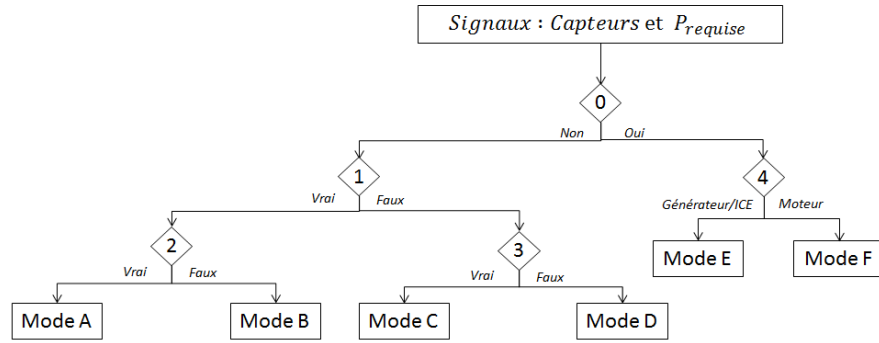 Signaux : Capteurs et P_requise
0
Non Oui
1 4
Vrai Faux Générateur/ICE Moteur
2 3 Mode E Mode F
Vrai Faux Vrai Faux
Mode A Mode B Mode C Mode D